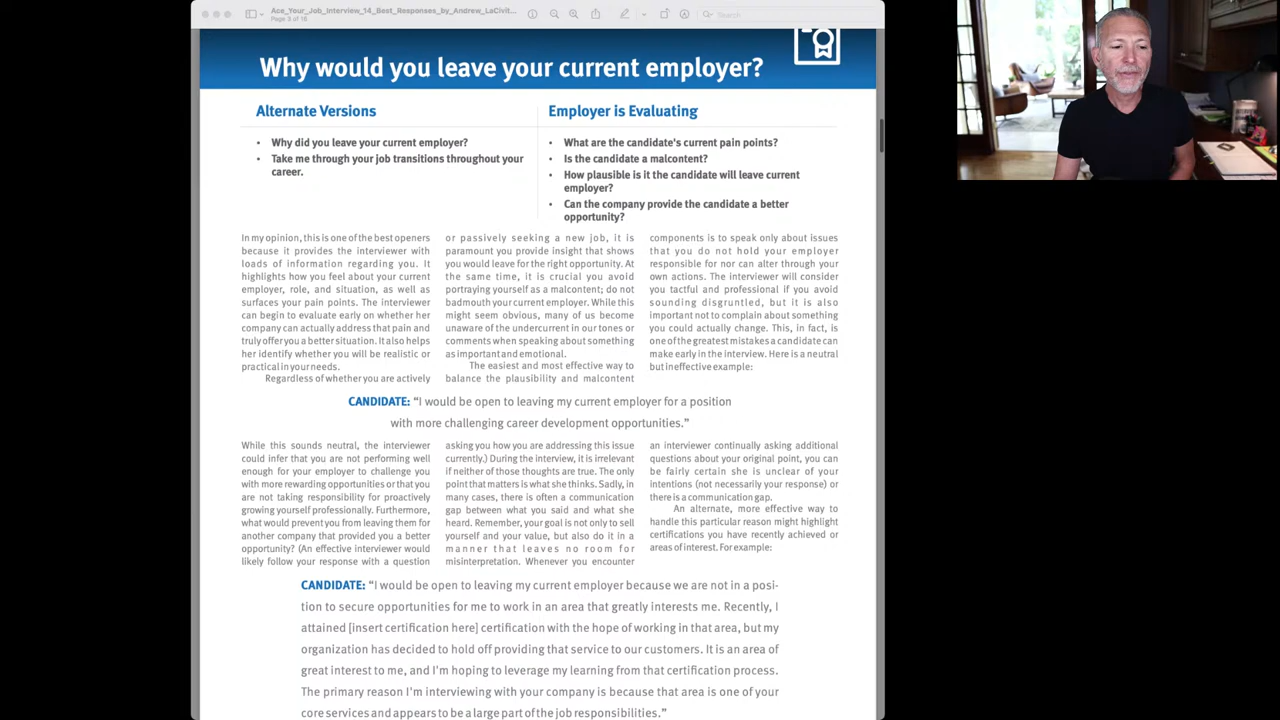 Ace_Your_Job_Interview_14_Best_Responses_by_Andrew_LaCivit...
Page 3 of 16
Search
Why would you leave your current employer?
Alternate Versions
• Why did you leave your current employer?
• Take me through your job transitions throughout your
career.
Employer is Evaluating
• What are the candidate's current pain points?
• Is the candidate a malcontent?
• How plausible is it the candidate will leave current
employer?
• Can the company provide the candidate a better
opportunity?
In my opinion, this is one of the best openers
because it provides the interviewer with
loads of information regarding you. It
highlights how you feel about your current
employer, role, and situation, as well as
surfaces your pain points. The interviewer
can begin to evaluate early on whether her
company can actually address that pain and
truly offer you a better situation. It also helps
her identify whether you will be realistic or
practical in your needs.
Regardless of whether you are actively
or passively seeking a new job, it is
paramount you provide insight that shows
you would leave for the right opportunity. At
the same time, it is crucial you avoid
portraying yourself as a malcontent; do not
badmouth your current employer. While this
might seem obvious, many of us become
unaware of the undercurrent in our tones or
comments when speaking about something
as important and emotional.
The easiest and most effective way to
balance the plausibility and malcontent
components is to speak only about issues
that you do not hold your employer
responsible for nor can alter through your
own actions. The interviewer will consider
you tactful and professional if you avoid
sounding disgruntled, but it is also
important not to complain about something
you could actually change. This, in fact, is
one of the greatest mistakes a candidate can
make early in the interview. Here is a neutral
but ineffective example:
CANDIDATE: “I would be open to leaving my current employer for a position
with more challenging career development opportunities.”
While this sounds neutral, the interviewer
could infer that you are not performing well
enough for your employer to challenge you
with more rewarding opportunities or that you
are not taking responsibility for proactively
growing yourself professionally. Furthermore,
what would prevent you from leaving them for
another company that provided you a better
opportunity? (An effective interviewer would
likely follow your response with a question
asking you how you are addressing this issue
currently.) During the interview, it is irrelevant
if neither of those thoughts are true. The only
point that matters is what she thinks. Sadly, in
many cases, there is often a communication
gap between what you said and what she
heard. Remember, your goal is not only to sell
yourself and your value, but also do it in a
manner that leaves no room for
misinterpretation. Whenever you encounter
an interviewer continually asking additional
questions about your original point, you can
be fairly certain she is unclear of your
intentions (not necessarily your response) or
there is a communication gap.
An alternate, more effective way to
handle this particular reason might highlight
certifications you have recently achieved or
areas of interest. For example:
CANDIDATE: “I would be open to leaving my current employer because we are not in a posi-
tion to secure opportunities for me to work in an area that greatly interests me. Recently, I
attained [insert certification here] certification with the hope of working in that area, but my
organization has decided to hold off providing that service to our customers. It is an area of
great interest to me, and I'm hoping to leverage my learning from that certification process.
The primary reason I'm interviewing with your company is because that area is one of your
core services and appears to be a large part of the job responsibilities.”